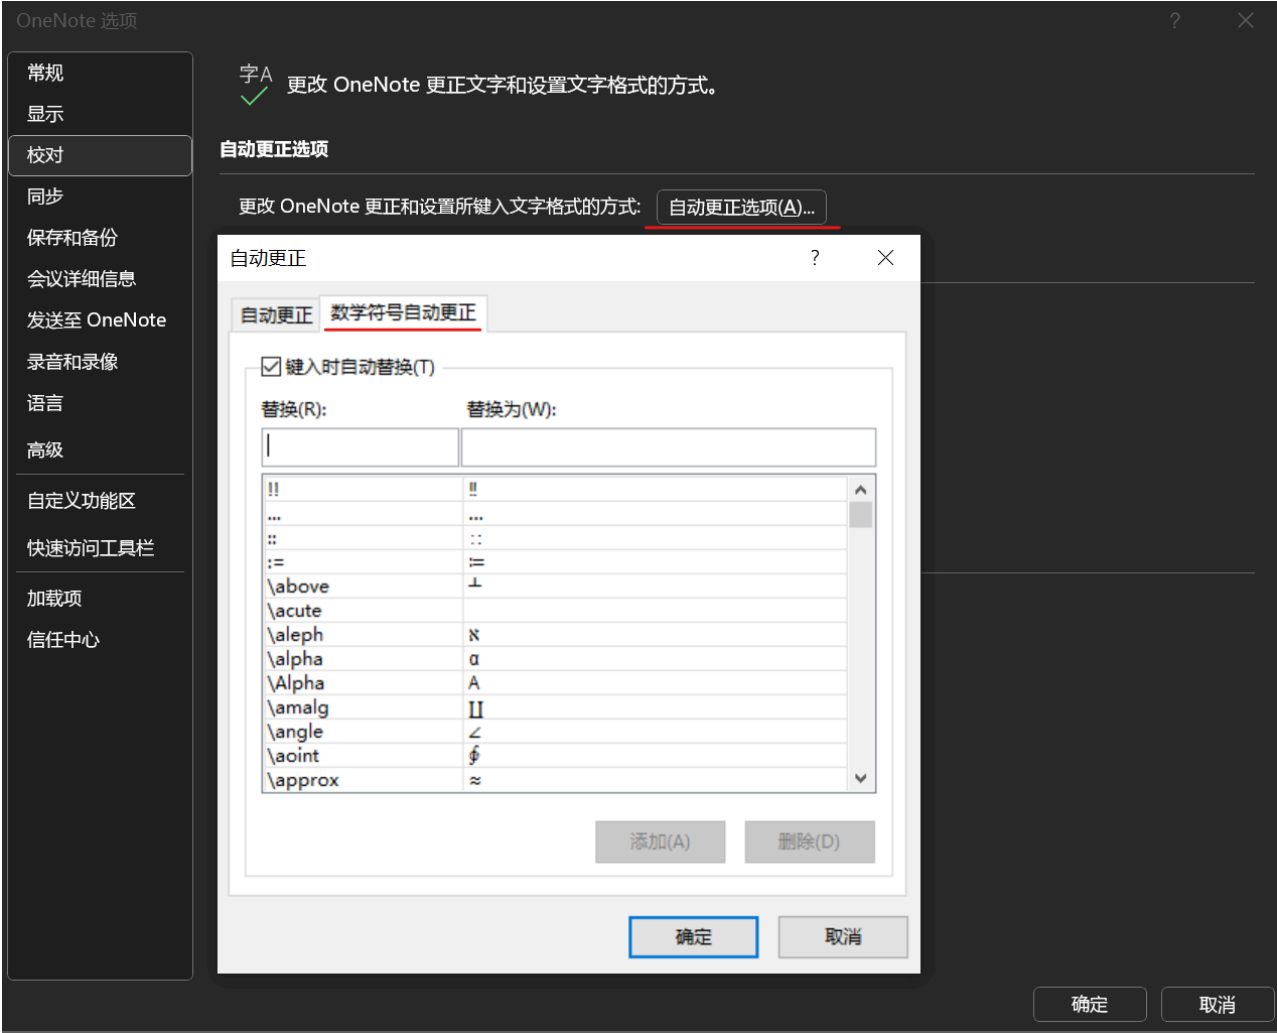 OneNote 选项
?
常规
显示
校对
同步
保存和备份
会议详细信息
发送至 OneNote
录音和录像
语言
高级
自定义功能区
快速访问工具栏
加载项
信任中心
字A
更改 OneNote 更正文字和设置文字格式的方式。
自动更正选项
更改 OneNote 更正和设置所键入文字格式的方式: 自动更正选项(A)...
自动更正 ?
自动更正 数学符号自动更正
键入时自动替换(T)
替换(R): 替换为(W):
!! ‼
... …
:: ∷
:= ≔
\above ┴
\acute
\aleph ℵ
\alpha α
\Alpha Α
\amalg ∐
\angle ∠
\aoint ∳
\approx ≈
添加(A) 删除(D)
确定 取消
确定 取消